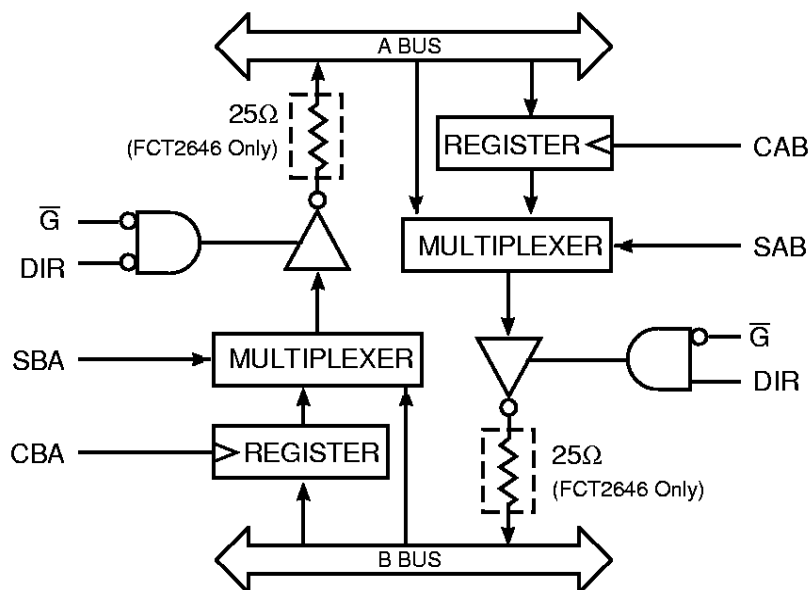 A BUS
25Ω
(FCT2646 Only)
REGISTER
CAB
G̅
DIR
MULTIPLEXER
SAB
SBA
MULTIPLEXER
G̅
DIR
CBA
REGISTER
25Ω
(FCT2646 Only)
B BUS